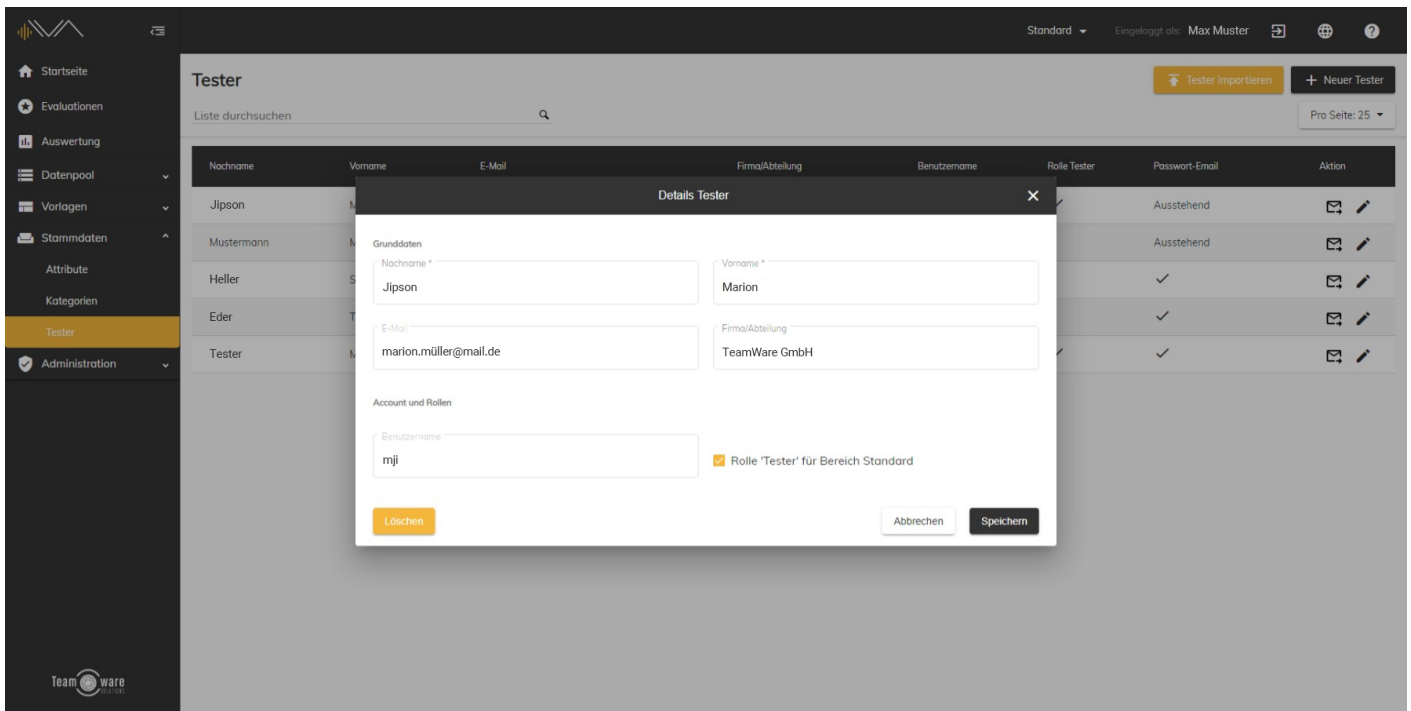 Standard
Eingeloggt als: Max Muster
Startseite
Evaluationen
Auswertung
Datenpool
Vorlagen
Stammdaten
Attribute
Kategorien
Tester
Administration
Tester
Tester importieren
+ Neuer Tester
Liste durchsuchen
Pro Seite: 25
Nachname Vorname E-Mail Firma/Abteilung Benutzername Rolle Tester Passwort-Email Aktion
Jipson Ausstehend
Mustermann Ausstehend
Heller
Eder
Tester
Details Tester
Grunddaten
Nachname * Vorname *
Jipson Marion
E-Mail Firma/Abteilung
marion.müller@mail.de TeamWare GmbH
Account und Rollen
Benutzername
mji Rolle 'Tester' für Bereich Standard
Löschen Abbrechen Speichern
Team ware
SOLUTIONS